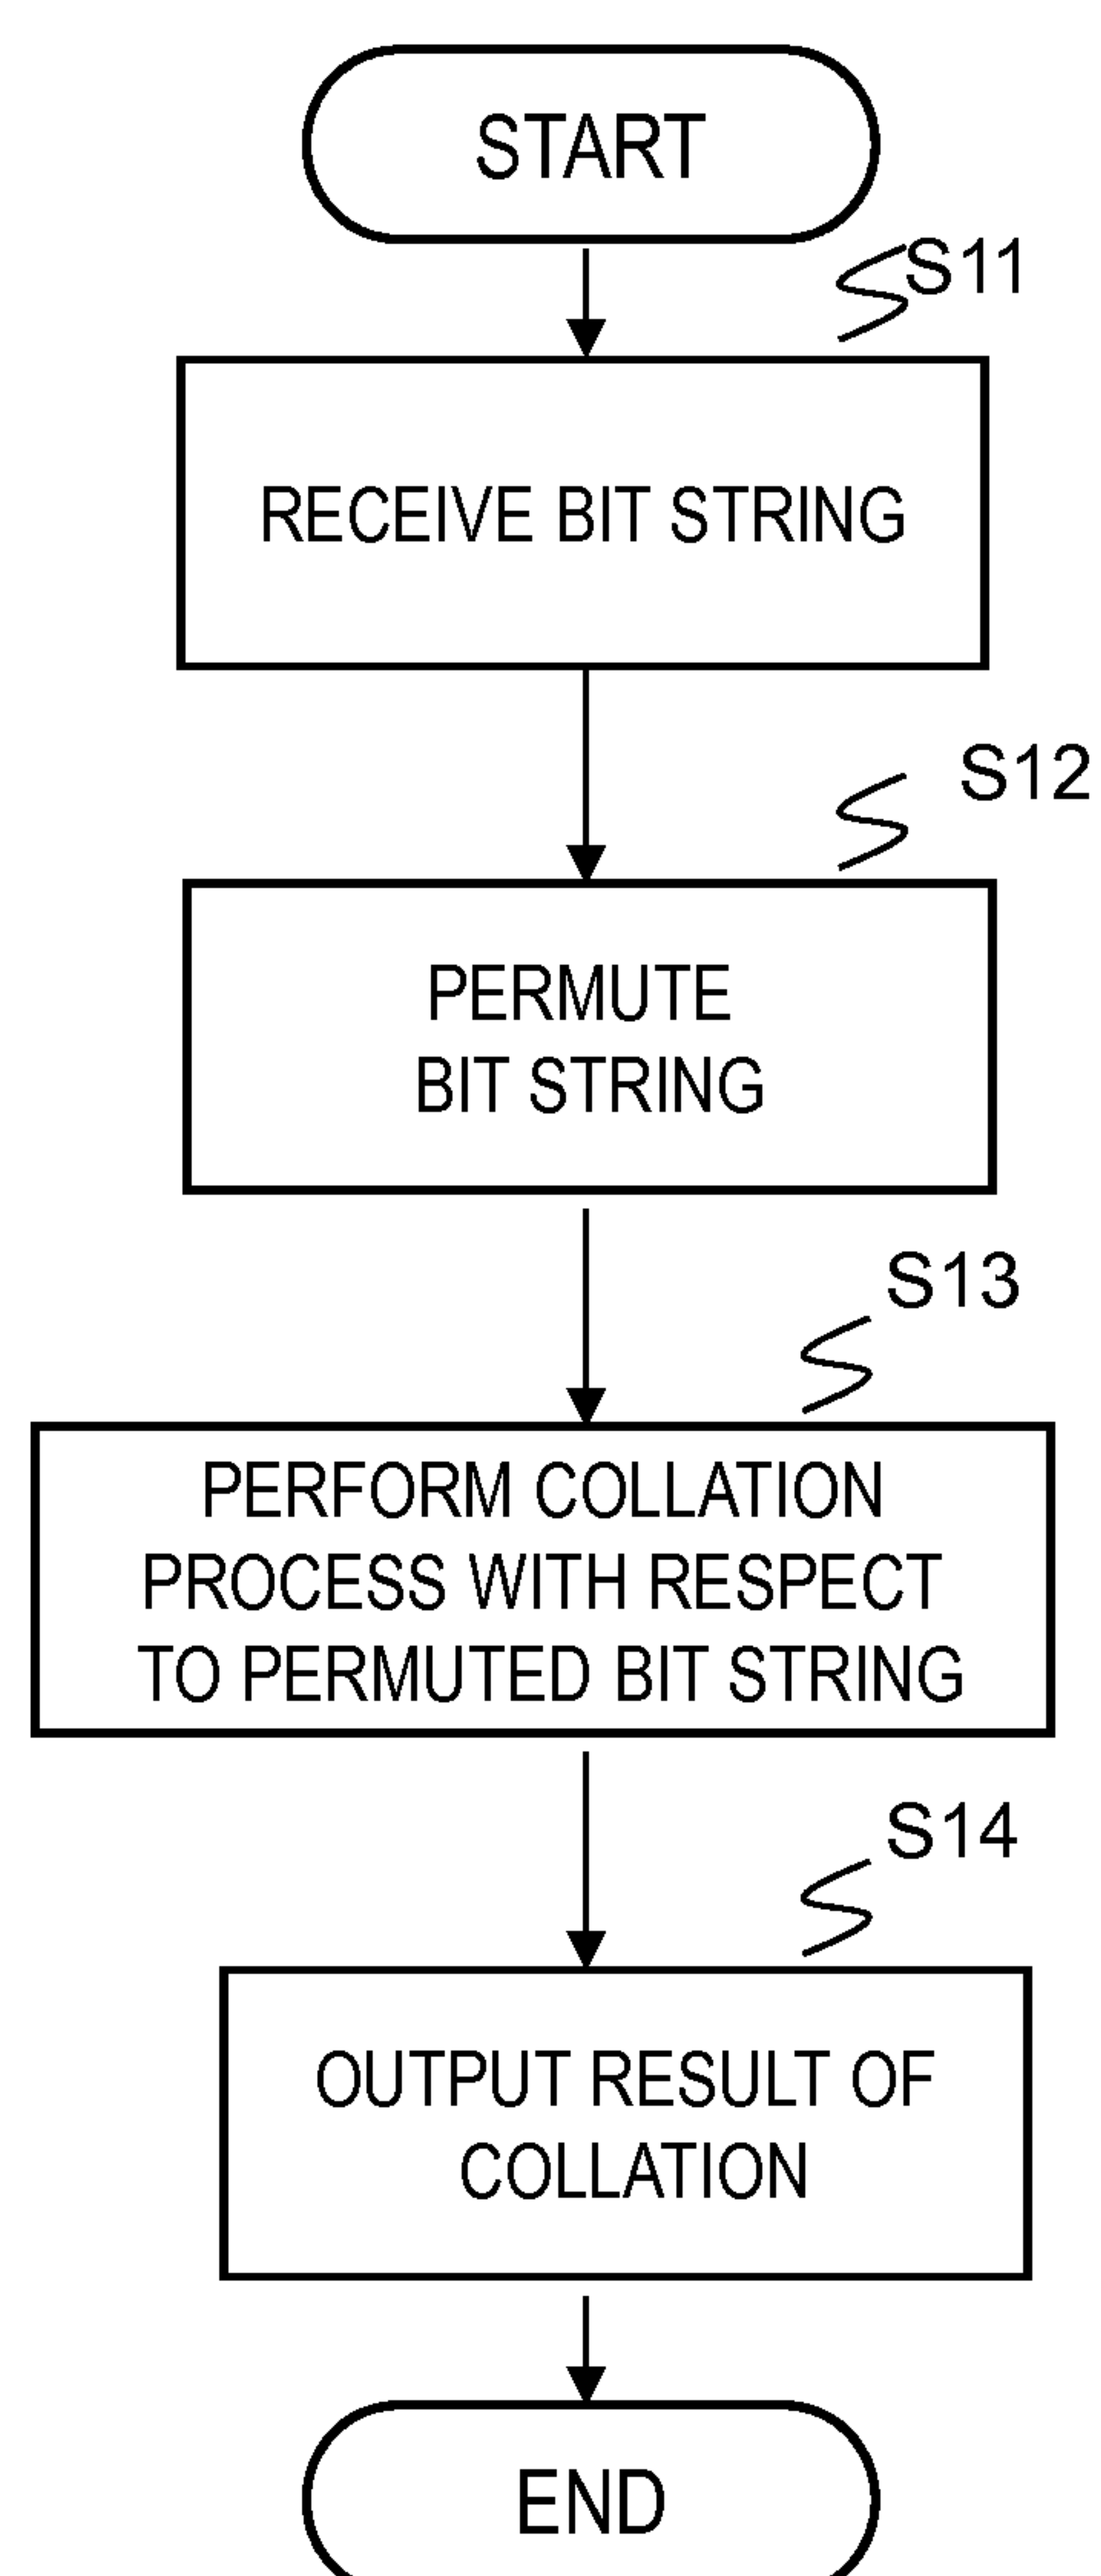 START
S11
RECEIVE BIT STRING
S12
PERMUTE
BIT STRING
S13
PERFORM COLLATION
PROCESS WITH RESPECT
TO PERMUTED BIT STRING
S14
OUTPUT RESULT OF
COLLATION
END